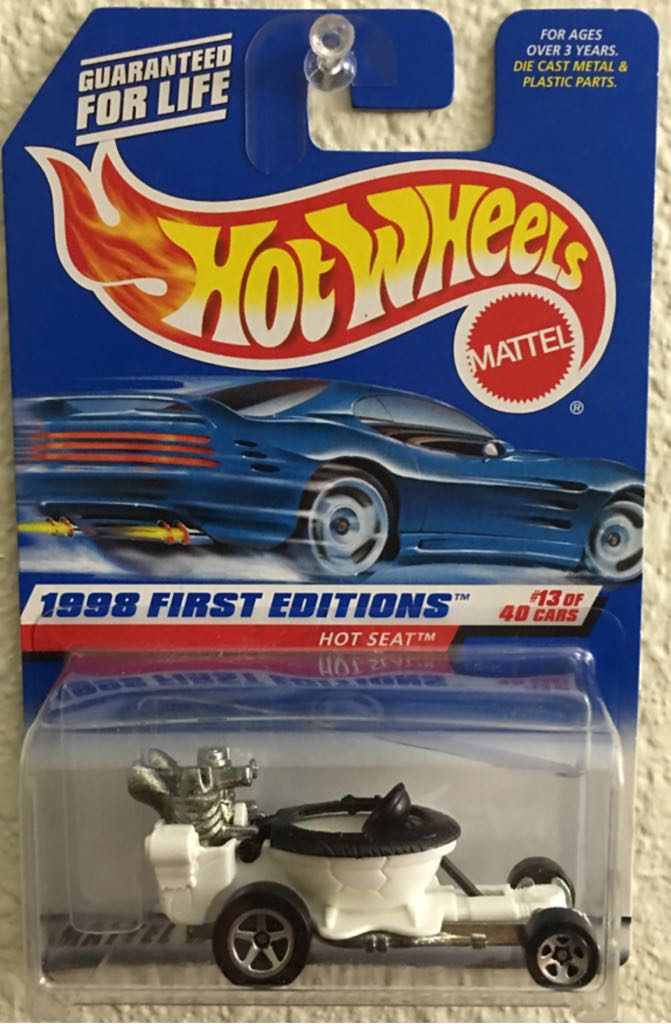 GUARANTEED
FOR LIFE
FOR AGES
OVER 3 YEARS.
DIE CAST METAL &
PLASTIC PARTS.
HOT WHEELS
MATTEL
®
1998 FIRST EDITIONS™
#13 OF
40 CARS
HOT SEAT™
MATTEL